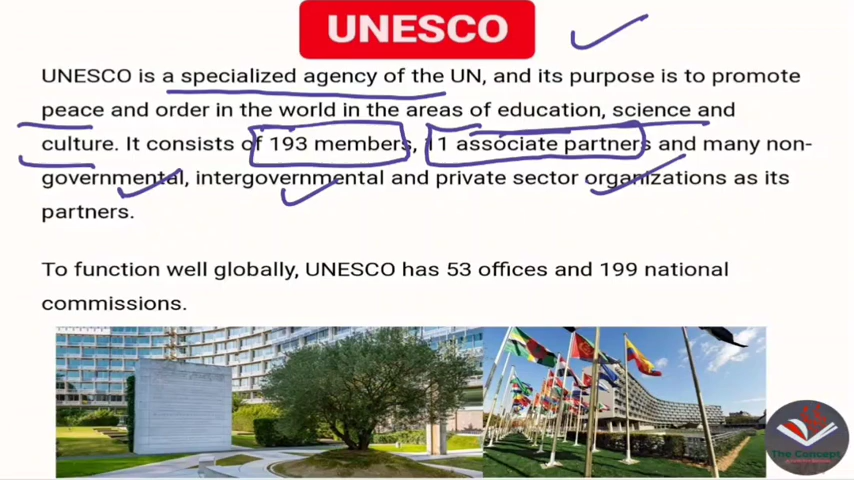 UNESCO
UNESCO is a specialized agency of the UN, and its purpose is to promote
peace and order in the world in the areas of education, science and
culture. It consists of 193 members, 11 associate partners and many non-
governmental, intergovernmental and private sector organizations as its
partners.
To function well globally, UNESCO has 53 offices and 199 national
commissions.
The Concept